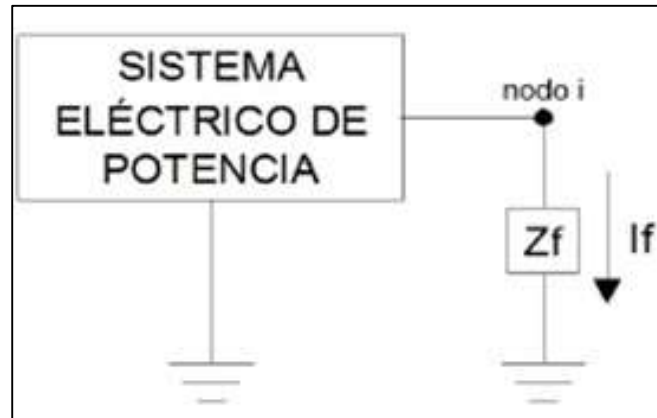 SISTEMA
ELÉCTRICO DE
POTENCIA
nodo i
Zf
If